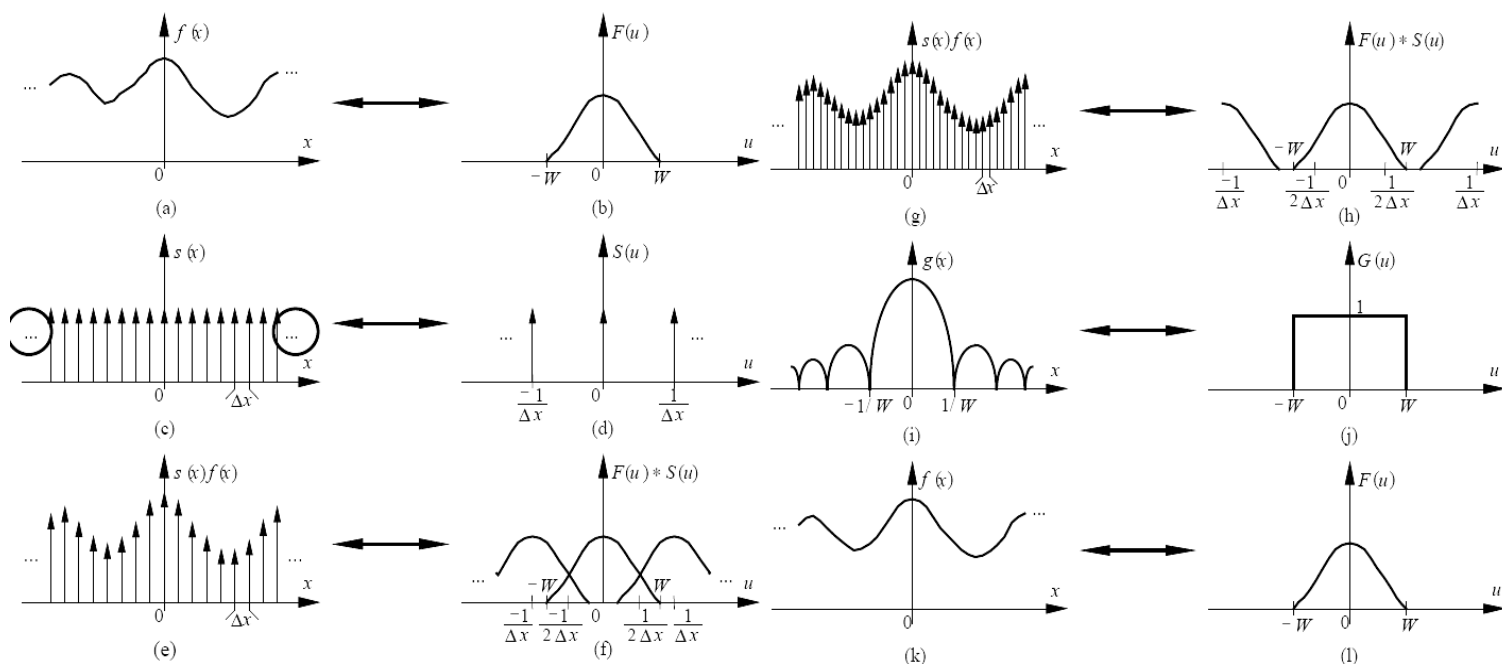 f(x)
...
...
x
0
(a)
F(u)
u
-W
0
W
(b)
s(x)f(x)
...
...
x
0
Δx
(g)
F(u) * S(u)
u
-W
W
-1/Δx
-1/2Δx
0
1/2Δx
1/Δx
(h)
s(x)
...
...
x
0
Δx
(c)
S(u)
...
...
u
-1/Δx
0
1/Δx
(d)
g(x)
x
-1/W
0
1/W
(i)
G(u)
1
u
-W
0
W
(j)
s(x)f(x)
...
...
x
0
Δx
(e)
F(u) * S(u)
...
...
u
-W
W
-1/Δx
-1/2Δx
0
1/2Δx
1/Δx
(f)
f(x)
...
...
x
0
(k)
F(u)
u
-W
0
W
(l)